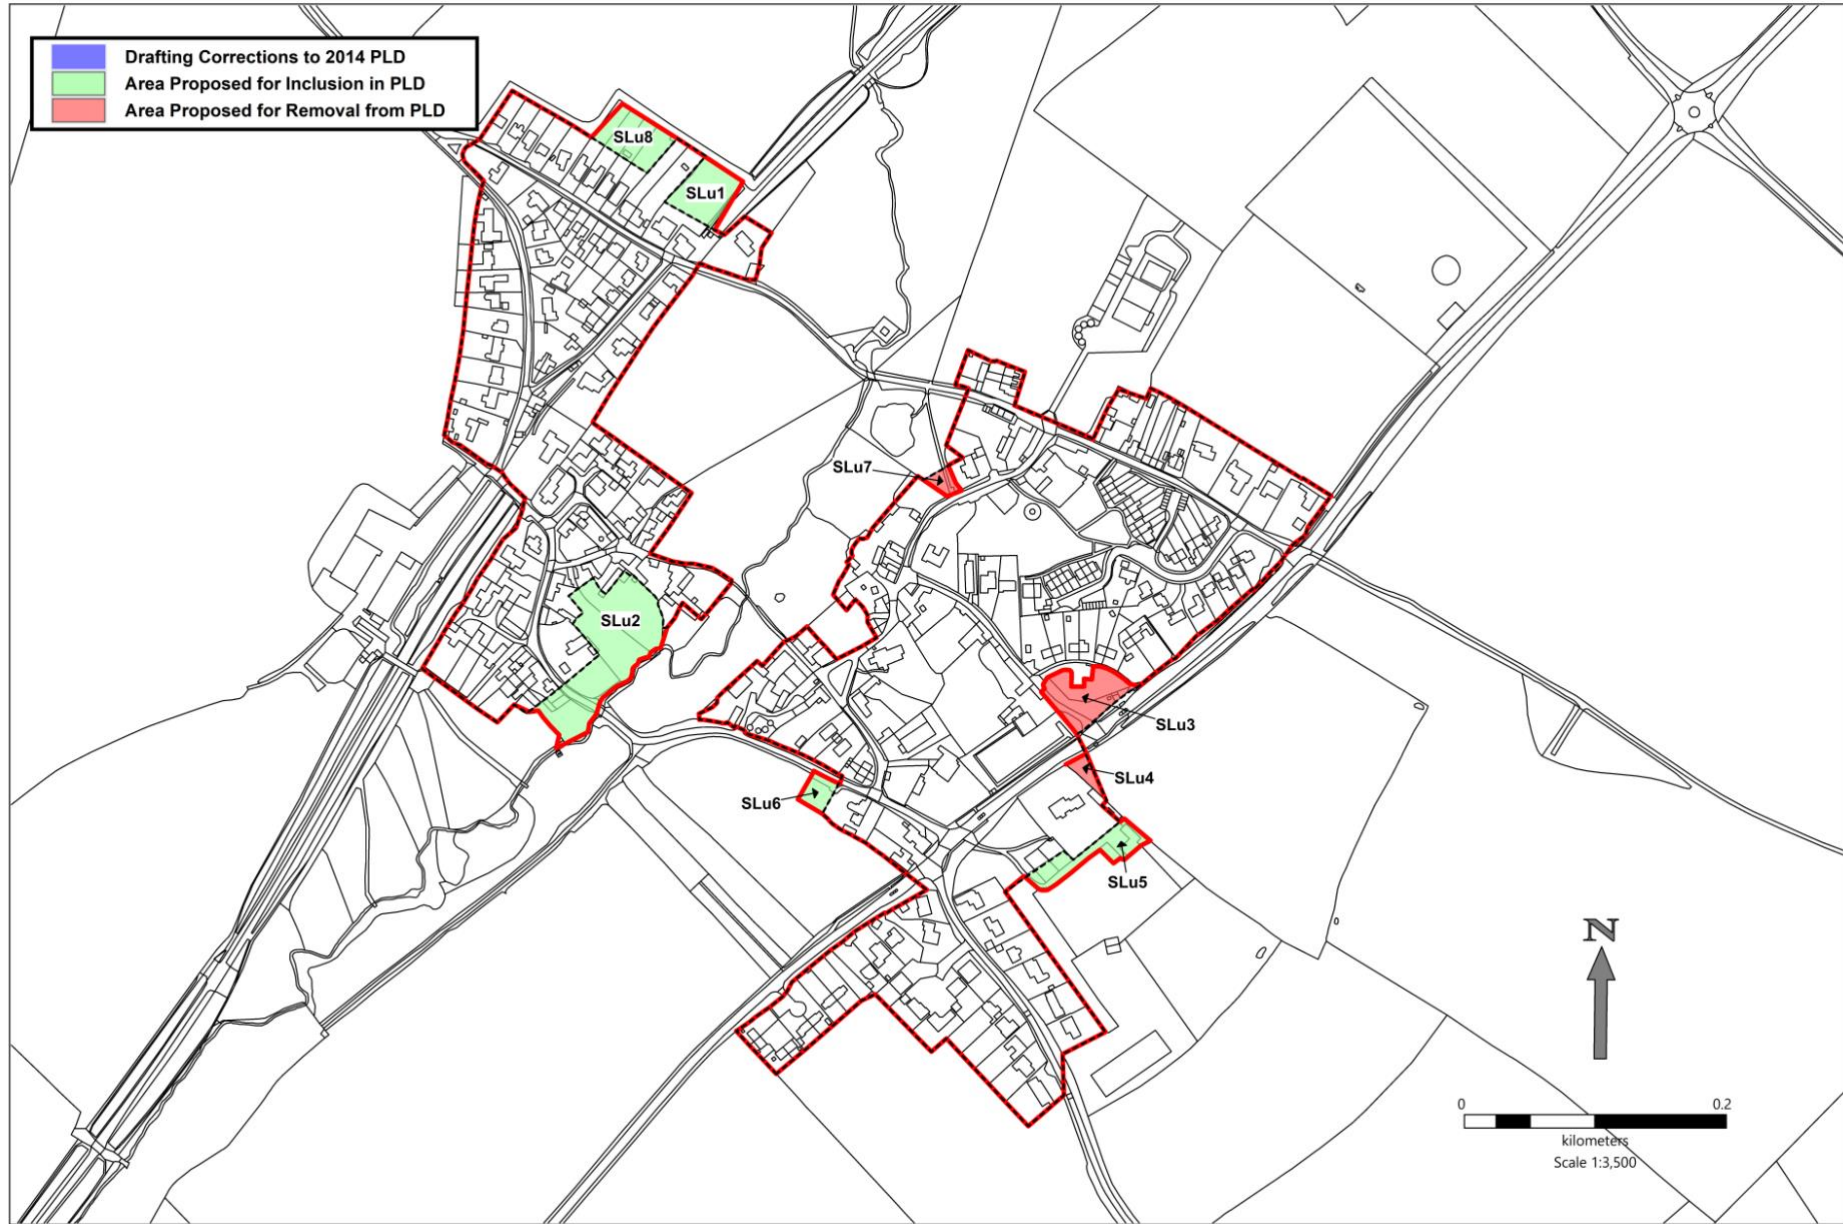 Drafting Corrections to 2014 PLD
Area Proposed for Inclusion in PLD
Area Proposed for Removal from PLD
SLu8
SLu1
SLu7
SLu2
SLu3
SLu4
SLu6
SLu5
N
0 0.2
kilometers
Scale 1:3,500